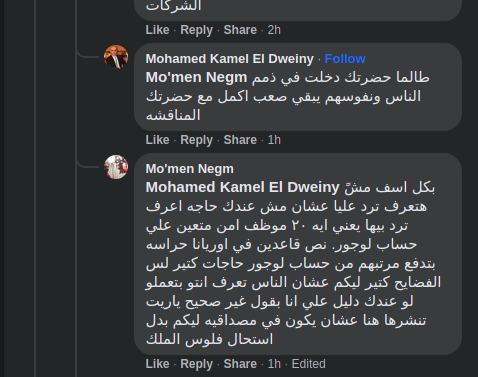 الشركات
Like · Reply · Share · 2h
Mohamed Kamel El Dweiny · Follow
Mo'men Negm طالما حضرتك دخلت في ذمم
الناس ونفوسهم يبقي صعب اكمل مع حضرتك
المناقشه
Like · Reply · Share · 1h
Mo'men Negm
Mohamed Kamel El Dweiny بكل اسف مشً
هتعرف ترد عليا عشان مش عندك حاجه اعرف
ترد بيها يعني ايه ٢٠ موظف امن متعين علي
حساب لوجور. نص قاعدين في اوريانا حراسه
بتدفع مرتبهم من حساب لوجور حاجات كتير لس
الفضايح كتير ليكم عشان الناس تعرف انتو بتعملو
لو عندك دليل علي انا بقول غير صحيح ياريت
تنشرها هنا عشان يكون في مصداقيه ليكم بدل
استحال فلوس الملك
Like · Reply · Share · 1h · Edited